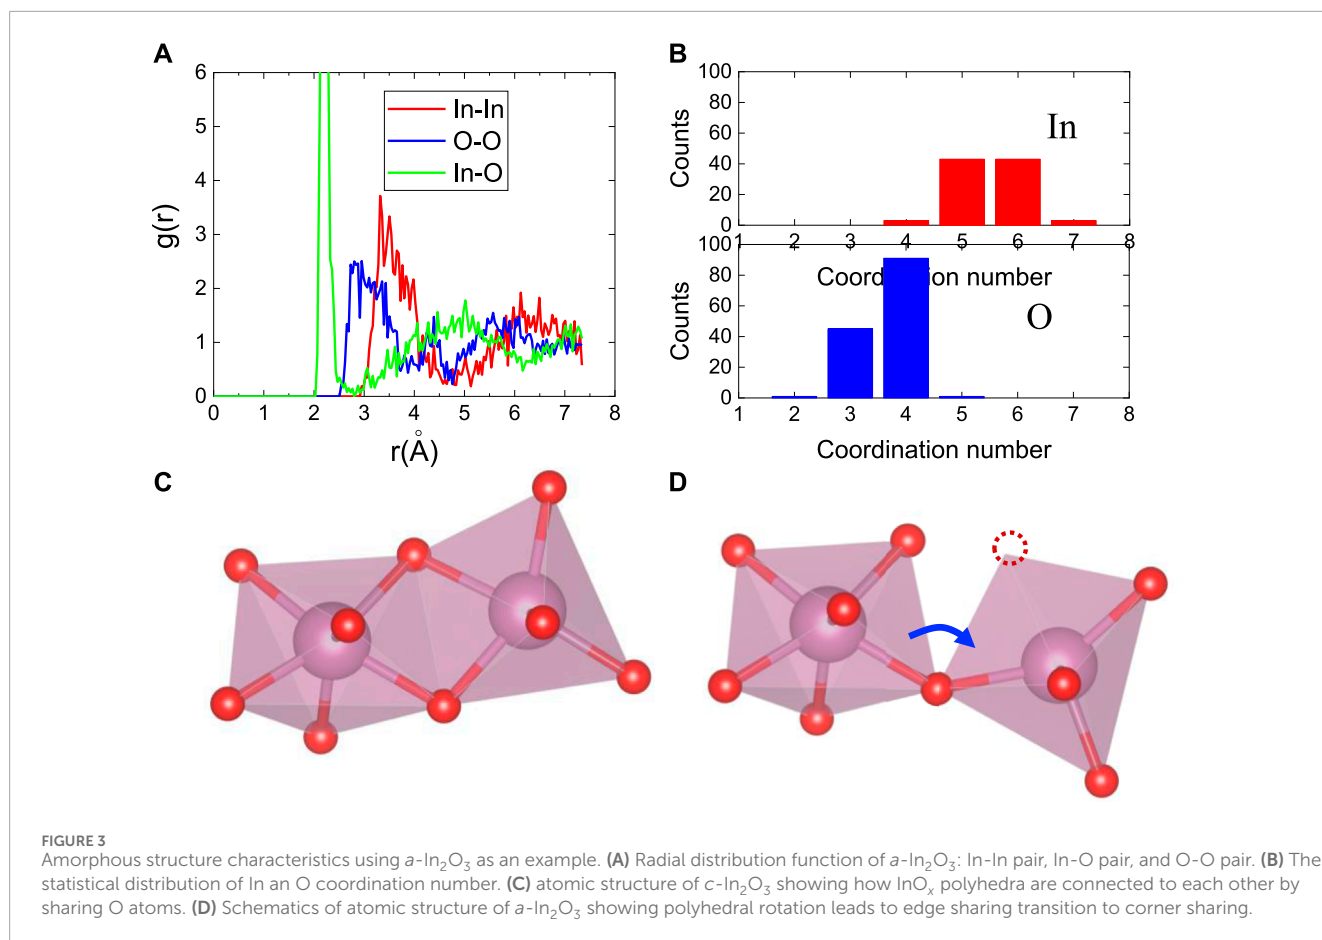 A
6
5
4
3
2
1
0
g(r)
In-In
O-O
In-O
0 1 2 3 4 5 6 7 8
r(Å)
B
100
80
60
40
20
0
Counts
In
1 2 3 4 5 6 7 8
Coordination number
100
80
60
40
20
0
Counts
O
1 2 3 4 5 6 7 8
Coordination number
C
D
FIGURE 3
Amorphous structure characteristics using a-In₂O₃ as an example. (A) Radial distribution function of a-In₂O₃: In-In pair, In-O pair, and O-O pair. (B) The
statistical distribution of In an O coordination number. (C) atomic structure of c-In₂O₃ showing how InOₓ polyhedra are connected to each other by
sharing O atoms. (D) Schematics of atomic structure of a-In₂O₃ showing polyhedral rotation leads to edge sharing transition to corner sharing.